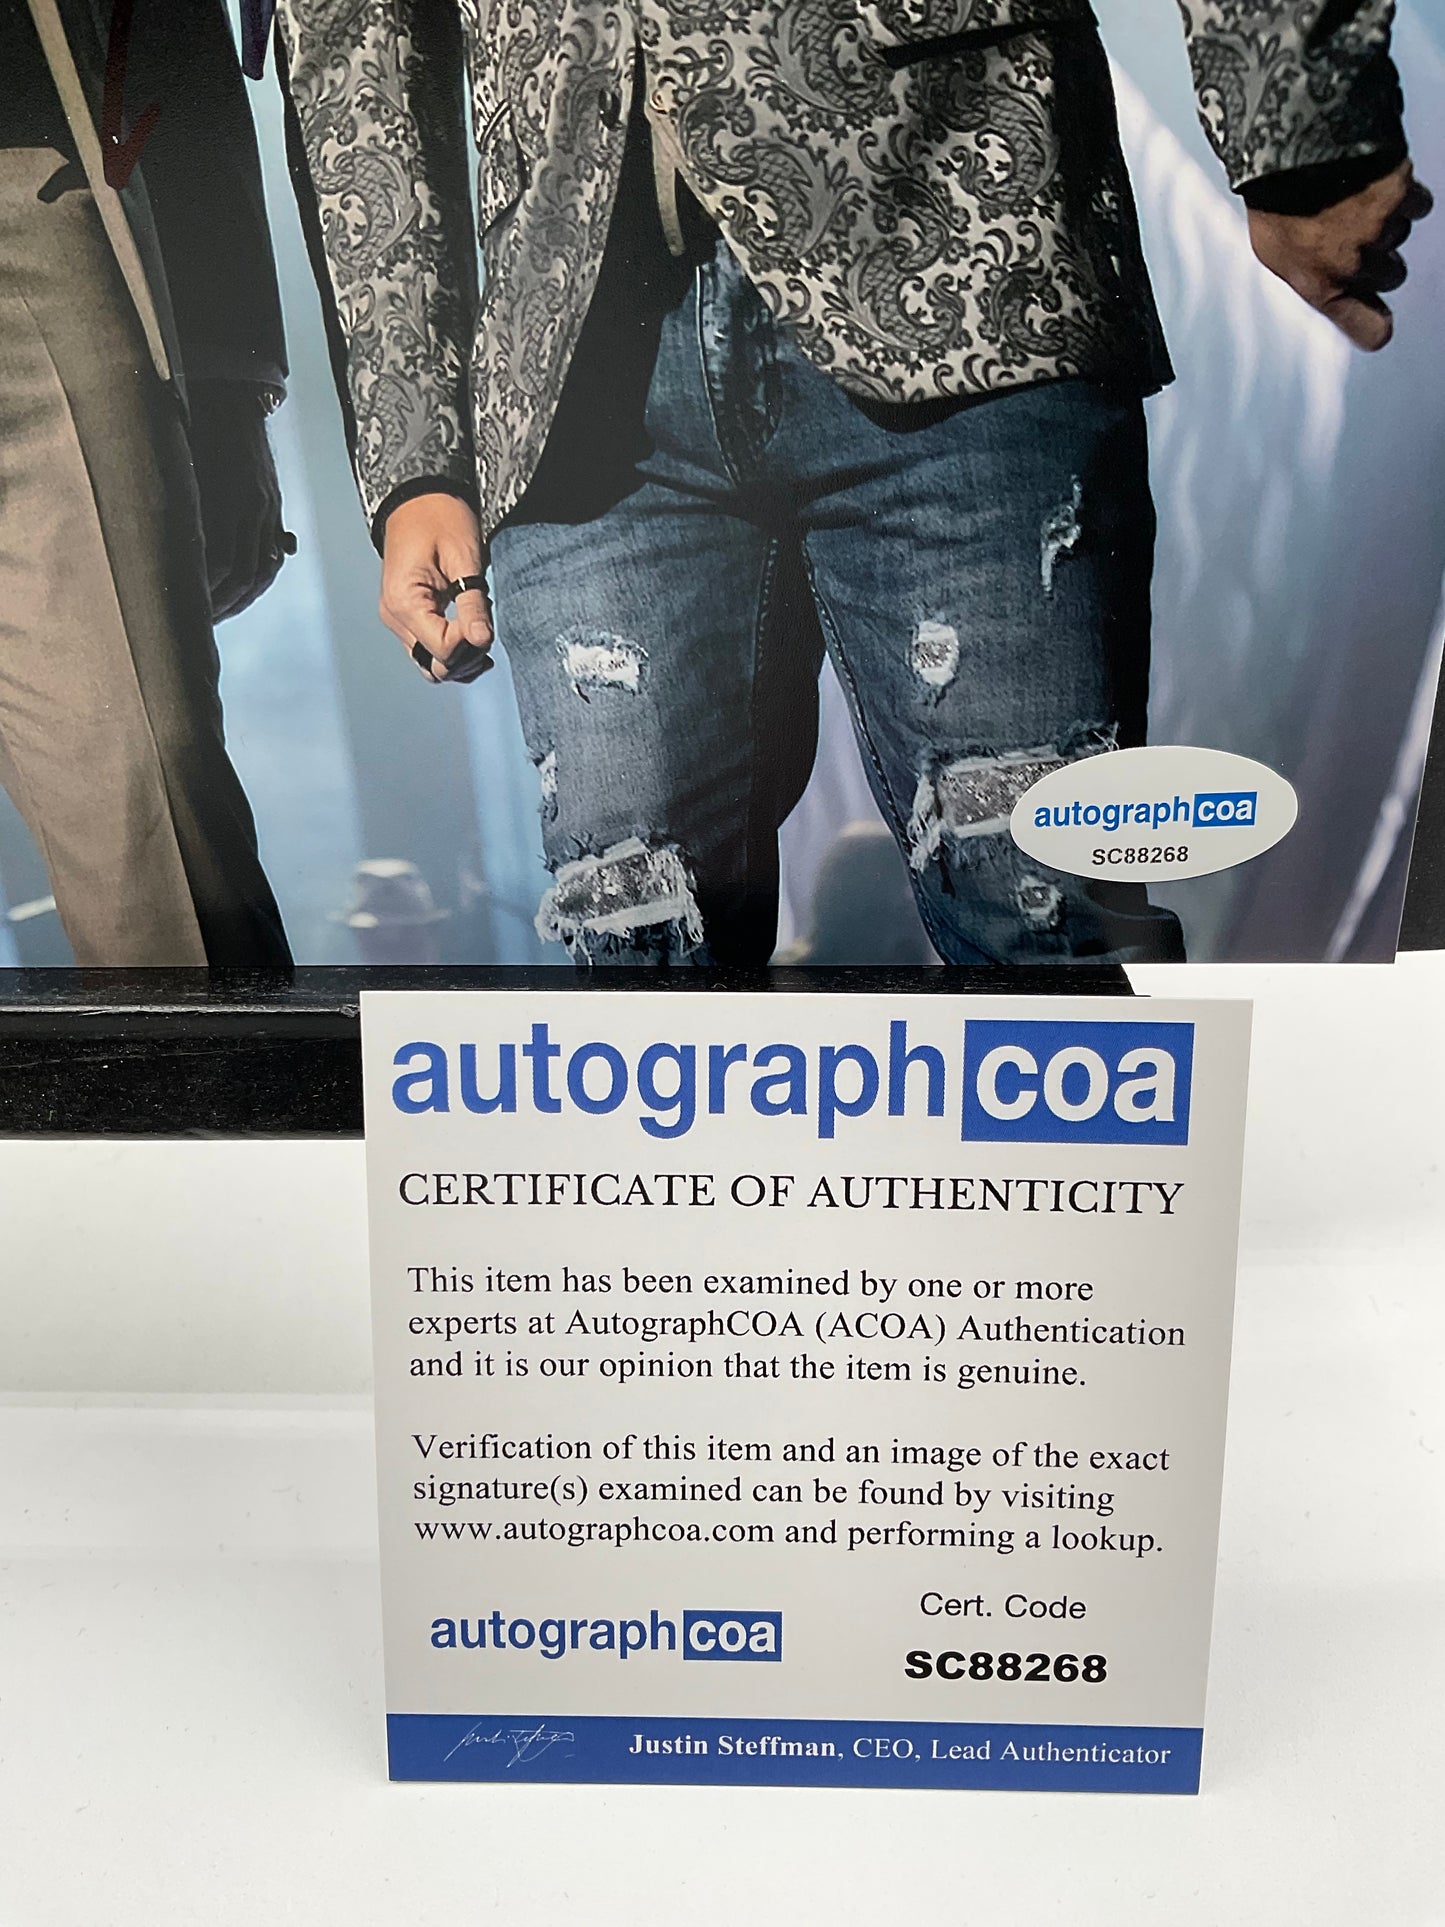 autographcoa
SC88268
autographcoa
CERTIFICATE OF AUTHENTICITY
This item has been examined by one or more
experts at AutographCOA (ACOA) Authentication
and it is our opinion that the item is genuine.
Verification of this item and an image of the exact
signature(s) examined can be found by visiting
www.autographcoa.com and performing a lookup.
autographcoa
Cert. Code
SC88268
Justin Steffman, CEO, Lead Authenticator